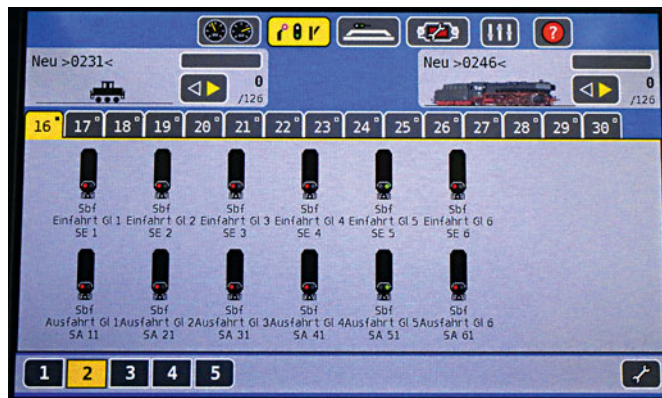 ?
Neu >0231<
Neu >0246<
0
/126
0
/126
16 17 18 19 20 21 22 23 24 25 26 27 28 29 30
Sbf Sbf Sbf Sbf Sbf Sbf
Einfahrt Gl 1 Einfahrt Gl 2 Einfahrt Gl 3 Einfahrt Gl 4 Einfahrt Gl 5 Einfahrt Gl 6
SE 1 SE 2 SE 3 SE 4 SE 5 SE 6
Sbf Sbf Sbf Sbf Sbf Sbf
Ausfahrt Gl 1 Ausfahrt Gl 2 Ausfahrt Gl 3 Ausfahrt Gl 4 Ausfahrt Gl 5 Ausfahrt Gl 6
SA 11 SA 21 SA 31 SA 41 SA 51 SA 61
1 2 3 4 5